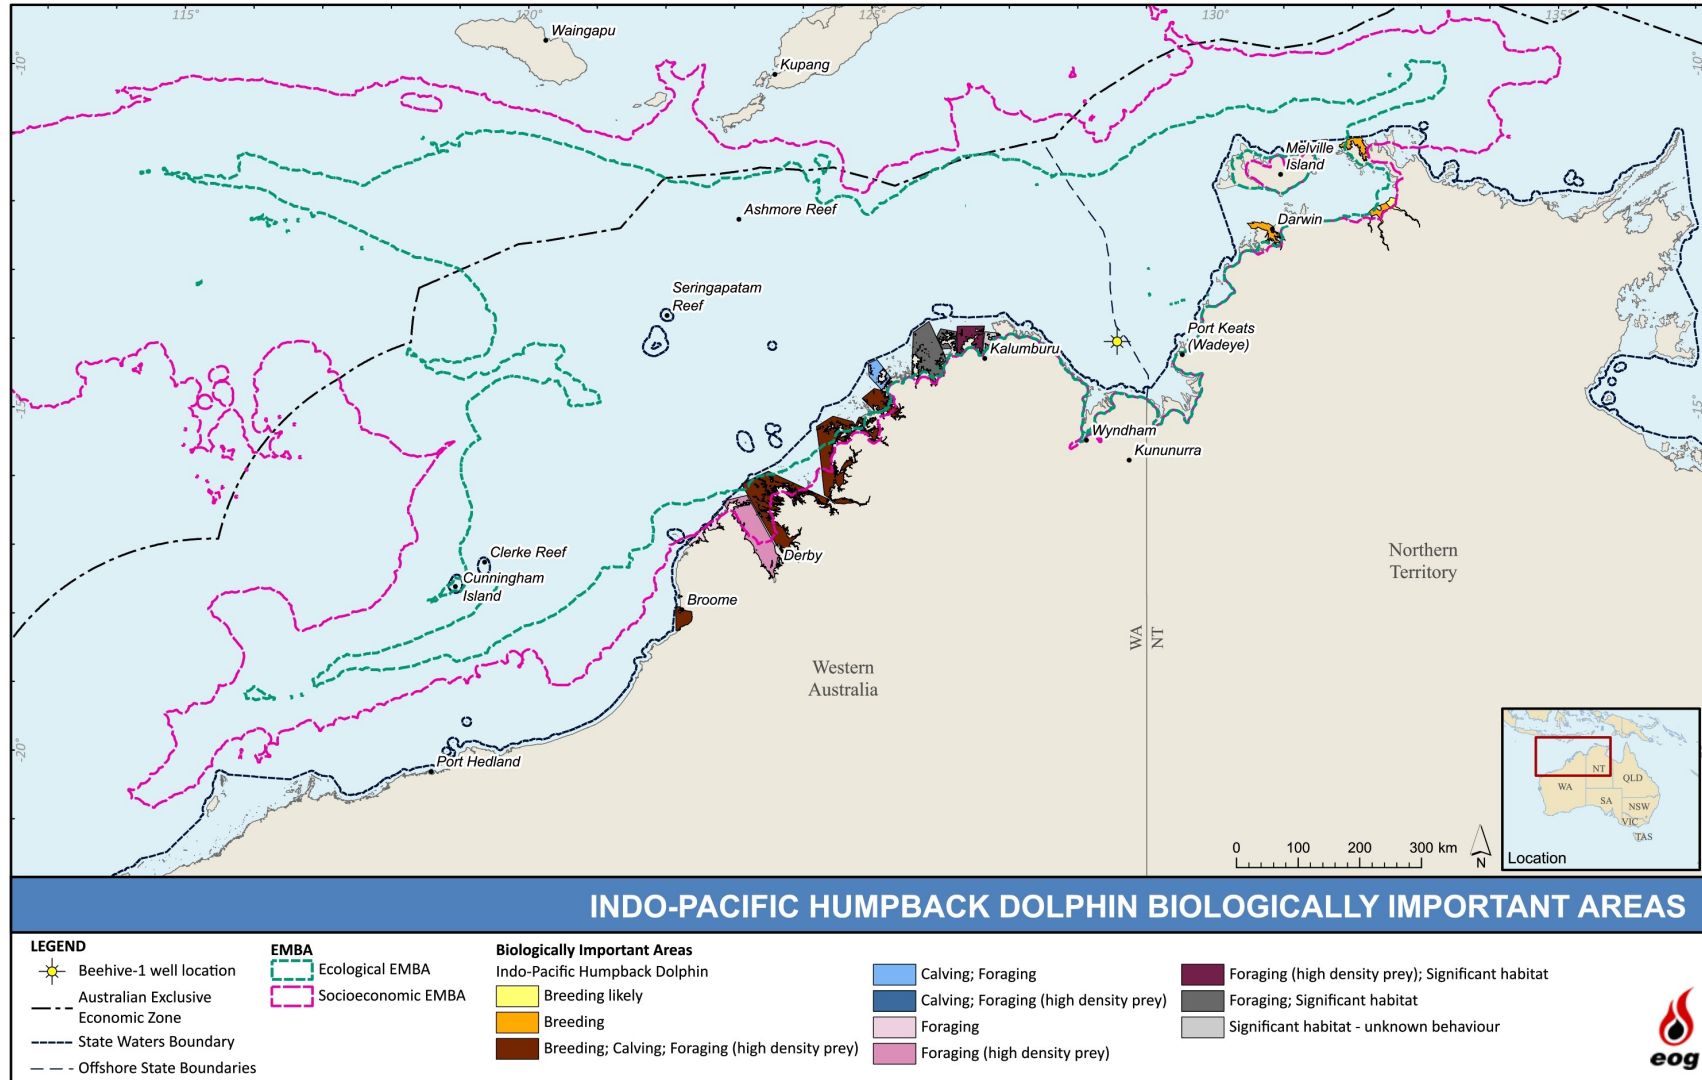 115°
120°
125°
130°
135°
-10°
-10°
Waingapu
Kupang
Melville
Island
Ashmore Reef
Darwin
Seringapatam
Reef
Port Keats
(Wadeye)
Kalumburu
-15°
-15°
Wyndham
Kununurra
Clerke Reef
Cunningham
Island
Derby
Northern
Territory
Broome
WA
NT
Western
Australia
-20°
Port Hedland
0 100 200 300 km
N
NT
QLD
WA
SA
NSW
VIC
TAS
Location
INDO-PACIFIC HUMPBACK DOLPHIN BIOLOGICALLY IMPORTANT AREAS
LEGEND
Beehive-1 well location
Australian Exclusive
Economic Zone
State Waters Boundary
Offshore State Boundaries
EMBA
Ecological EMBA
Socioeconomic EMBA
Biologically Important Areas
Indo-Pacific Humpback Dolphin
Breeding likely
Breeding
Breeding; Calving; Foraging (high density prey)
Calving; Foraging
Calving; Foraging (high density prey)
Foraging
Foraging (high density prey)
Foraging (high density prey); Significant habitat
Foraging; Significant habitat
Significant habitat - unknown behaviour
eog